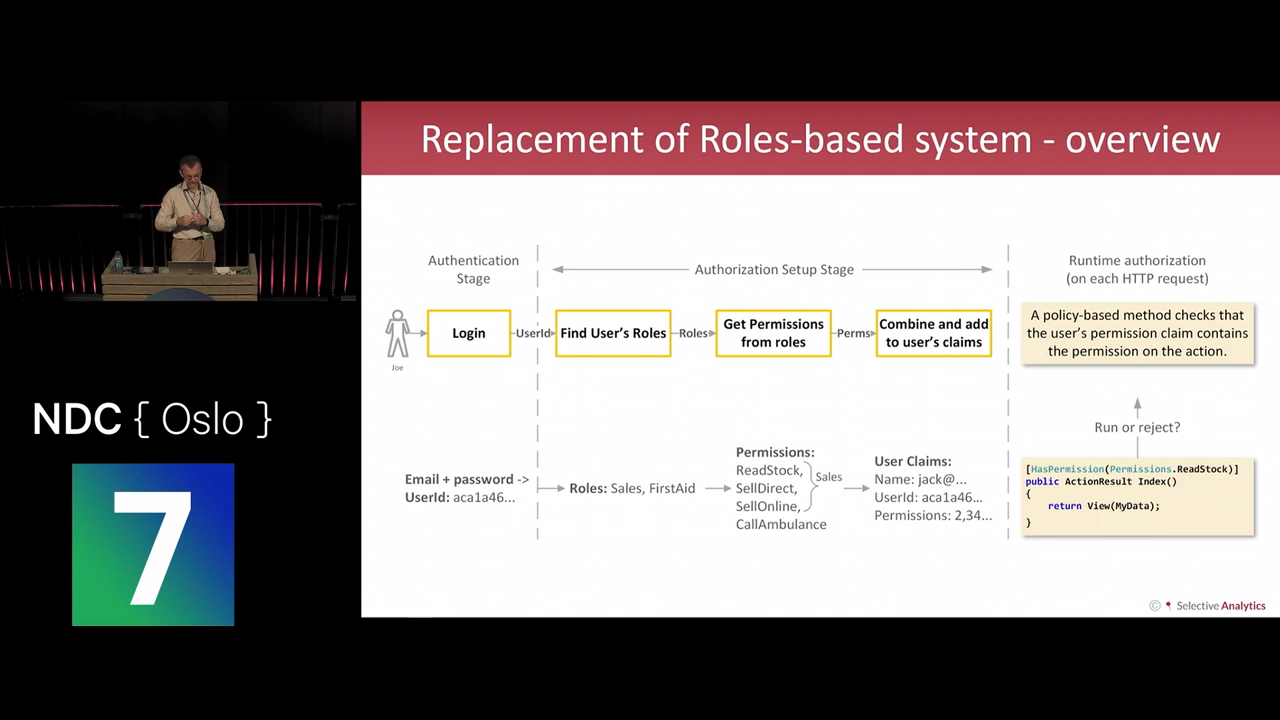 Replacement of Roles-based system - overview
Authentication
Stage
Authorization Setup Stage
Runtime authorization
(on each HTTP request)
Joe
Login
UserId
Find User's Roles
Roles
Get Permissions
from roles
Perms
Combine and add
to user's claims
A policy-based method checks that
the user's permission claim contains
the permission on the action.
Run or reject?
Email + password ->
UserId: aca1a46...
Roles: Sales, FirstAid
Permissions:
ReadStock,
SellDirect,
SellOnline,
CallAmbulance
Sales
User Claims:
Name: jack@...
UserId: aca1a46...
Permissions: 2,34...
[HasPermission(Permissions.ReadStock)]
public ActionResult Index()
{
return View(MyData);
}
© Selective Analytics
NDC { Oslo }
7